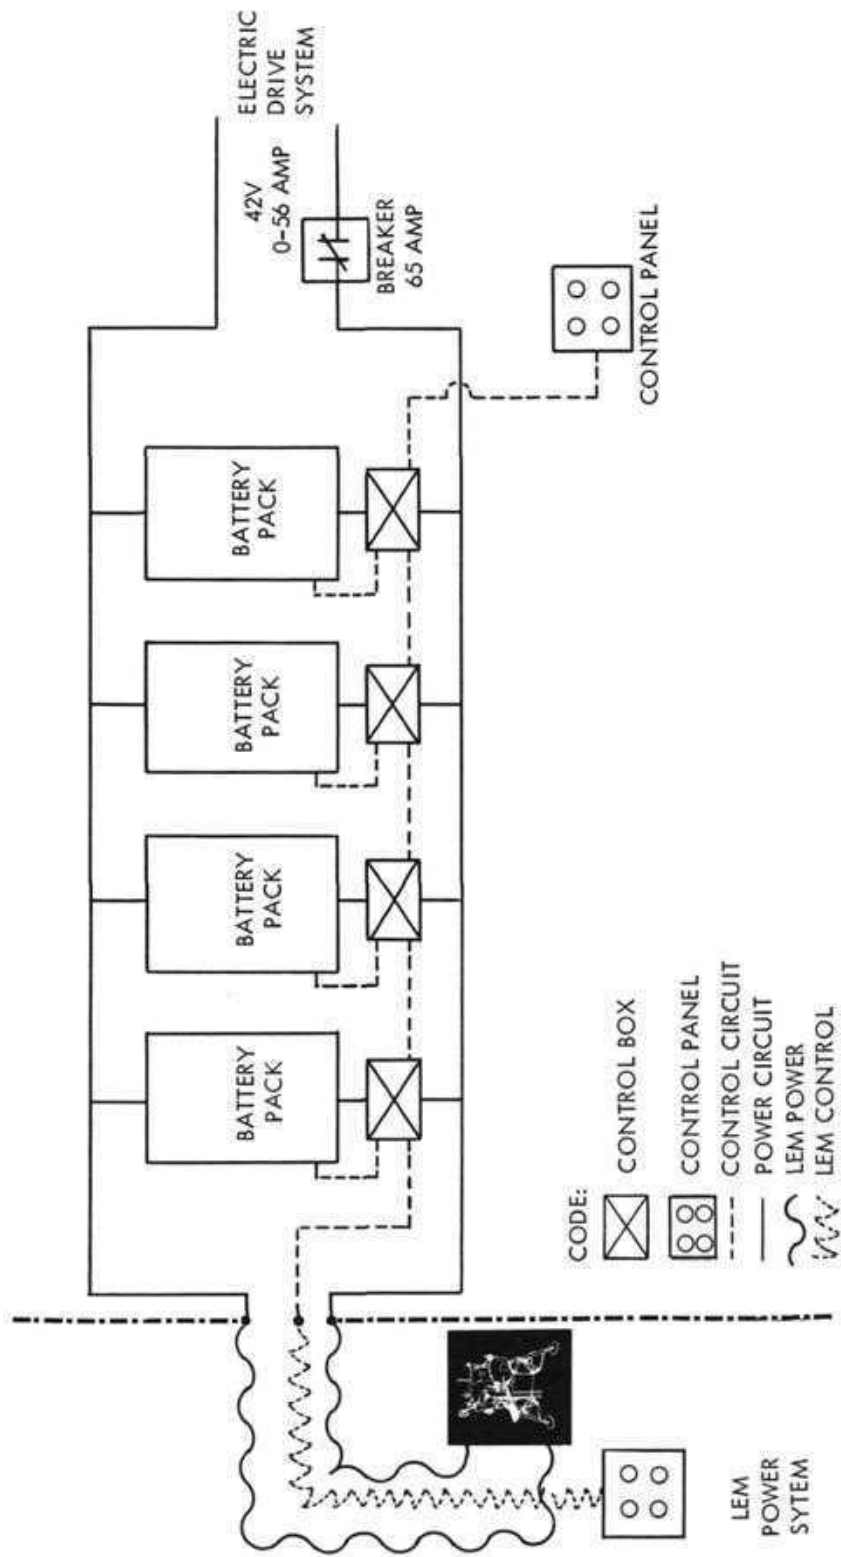 ELECTRIC
DRIVE
SYSTEM
42V
0-56 AMP
BREAKER
65 AMP
BATTERY
PACK
BATTERY
PACK
BATTERY
PACK
BATTERY
PACK
CONTROL PANEL
CODE:
CONTROL BOX
CONTROL PANEL
CONTROL CIRCUIT
POWER CIRCUIT
LEM POWER
LEM CONTROL
LEM
POWER
SYTEM